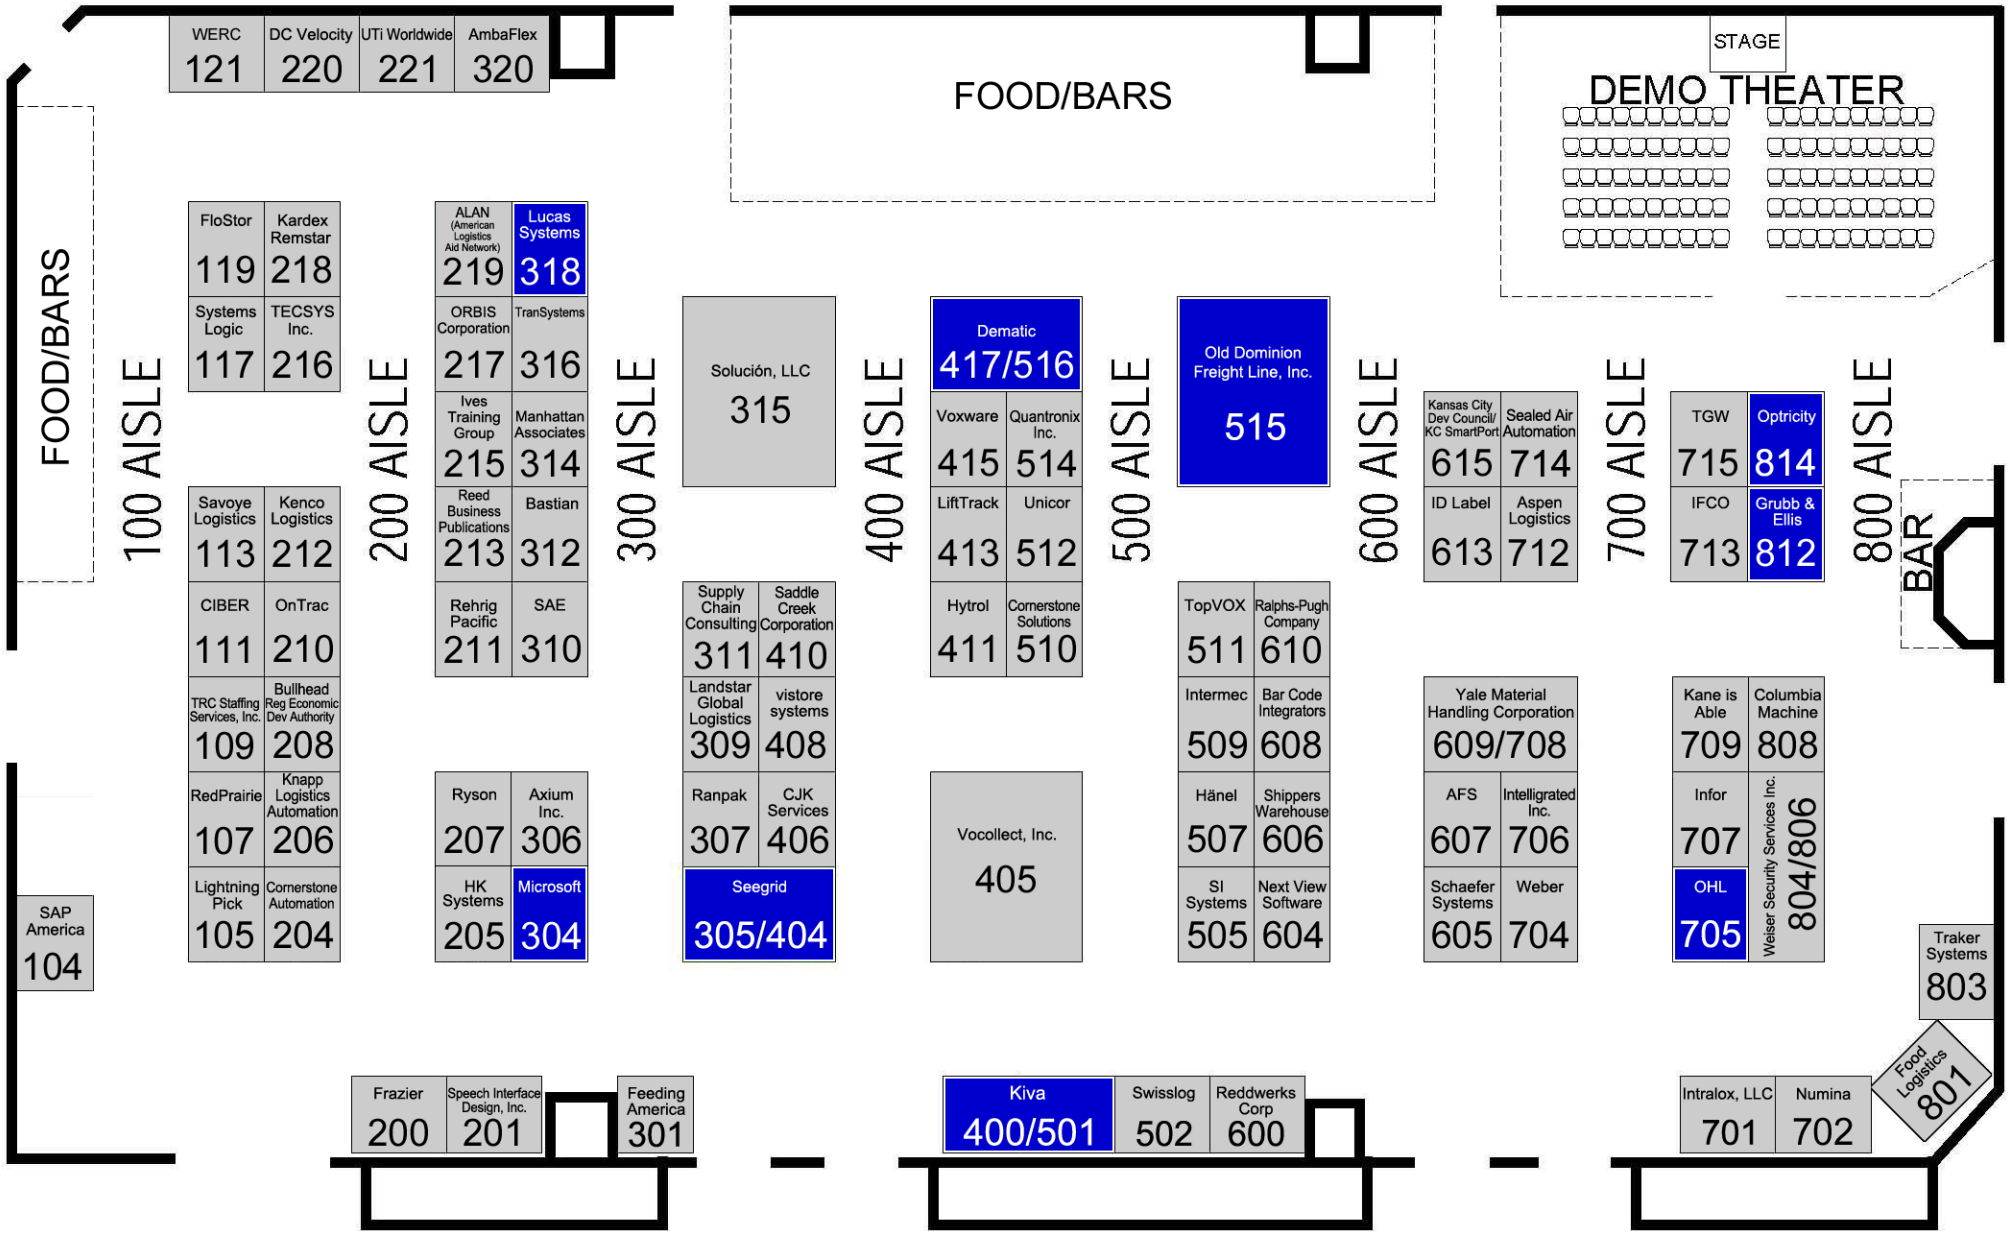 WERC
121
DC Velocity
220
UTi Worldwide
221
AmbaFlex
320
FOOD/BARS
STAGE
DEMO THEATER
FOOD/BARS
100 AISLE
200 AISLE
300 AISLE
400 AISLE
500 AISLE
600 AISLE
700 AISLE
800 AISLE
BAR
FloStor
119
Kardex
Remstar
218
Systems
Logic
117
TECSYS
Inc.
216
Savoye
Logistics
113
Kenco
Logistics
212
CIBER
111
OnTrac
210
TRC Staffing
Services, Inc.
109
Bullhead
Reg Economic
Dev Authority
208
RedPrairie
107
Knapp
Logistics
Automation
206
Lightning
Pick
105
Cornerstone
Automation
204
SAP
America
104
ALAN
(American
Logistics
Aid Network)
219
Lucas
Systems
318
ORBIS
Corporation
217
TranSystems
316
Ives
Training
Group
215
Manhattan
Associates
314
Reed
Business
Publications
213
Bastian
312
Rehrig
Pacific
211
SAE
310
Ryson
207
Axium
Inc.
306
HK
Systems
205
Microsoft
304
Solución, LLC
315
Supply
Chain
Consulting
311
Saddle
Creek
Corporation
410
Landstar
Global
Logistics
309
vistore
systems
408
Ranpak
307
CJK
Services
406
Seegrid
305/404
Dematic
417/516
Voxware
415
Quantronix
Inc.
514
LiftTrack
413
Unicor
512
Hytrol
411
Cornerstone
Solutions
510
Vocollect, Inc.
405
Old Dominion
Freight Line, Inc.
515
TopVOX
511
Ralphs-Pugh
Company
610
Intermec
509
Bar Code
Integrators
608
Hänel
507
Shippers
Warehouse
606
SI
Systems
505
Next View
Software
604
Kansas City
Dev Council/
KC SmartPort
615
Sealed Air
Automation
714
ID Label
613
Aspen
Logistics
712
Yale Material
Handling Corporation
609/708
AFS
607
Intelligrated
Inc.
706
Schaefer
Systems
605
Weber
704
TGW
715
Optricity
814
IFCO
713
Grubb &
Ellis
812
Kane is
Able
709
Columbia
Machine
808
Infor
707
Weiser Security Services Inc.
804/806
OHL
705
Traker
Systems
803
Food
Logistics
801
Frazier
200
Speech Interface
Design, Inc.
201
Feeding
America
301
Kiva
400/501
Swisslog
502
Reddwerks
Corp
600
Intralox, LLC
701
Numina
702